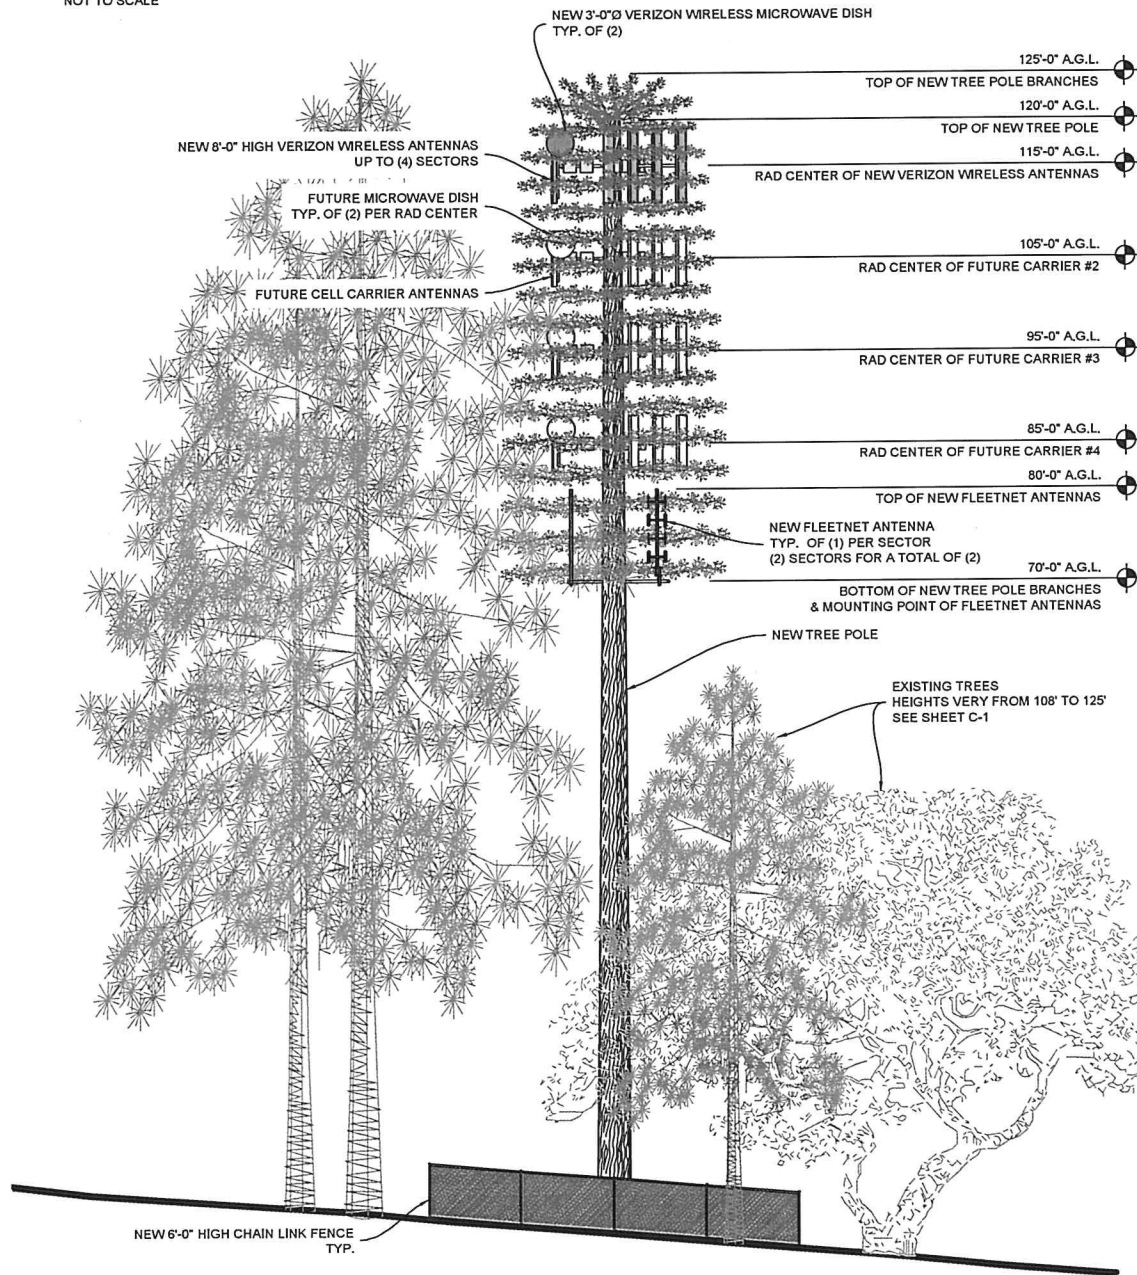 NOT TO SCALE
NEW 3'-0"Ø VERIZON WIRELESS MICROWAVE DISH
TYP. OF (2)
125'-0" A.G.L.
TOP OF NEW TREE POLE BRANCHES
120'-0" A.G.L.
TOP OF NEW TREE POLE
NEW 8'-0" HIGH VERIZON WIRELESS ANTENNAS
UP TO (4) SECTORS
115'-0" A.G.L.
RAD CENTER OF NEW VERIZON WIRELESS ANTENNAS
FUTURE MICROWAVE DISH
TYP. OF (2) PER RAD CENTER
105'-0" A.G.L.
RAD CENTER OF FUTURE CARRIER #2
FUTURE CELL CARRIER ANTENNAS
95'-0" A.G.L.
RAD CENTER OF FUTURE CARRIER #3
85'-0" A.G.L.
RAD CENTER OF FUTURE CARRIER #4
80'-0" A.G.L.
TOP OF NEW FLEETNET ANTENNAS
NEW FLEETNET ANTENNA
TYP. OF (1) PER SECTOR
(2) SECTORS FOR A TOTAL OF (2)
70'-0" A.G.L.
BOTTOM OF NEW TREE POLE BRANCHES
& MOUNTING POINT OF FLEETNET ANTENNAS
NEW TREE POLE
EXISTING TREES
HEIGHTS VERY FROM 108' TO 125'
SEE SHEET C-1
NEW 6'-0" HIGH CHAIN LINK FENCE
TYP.